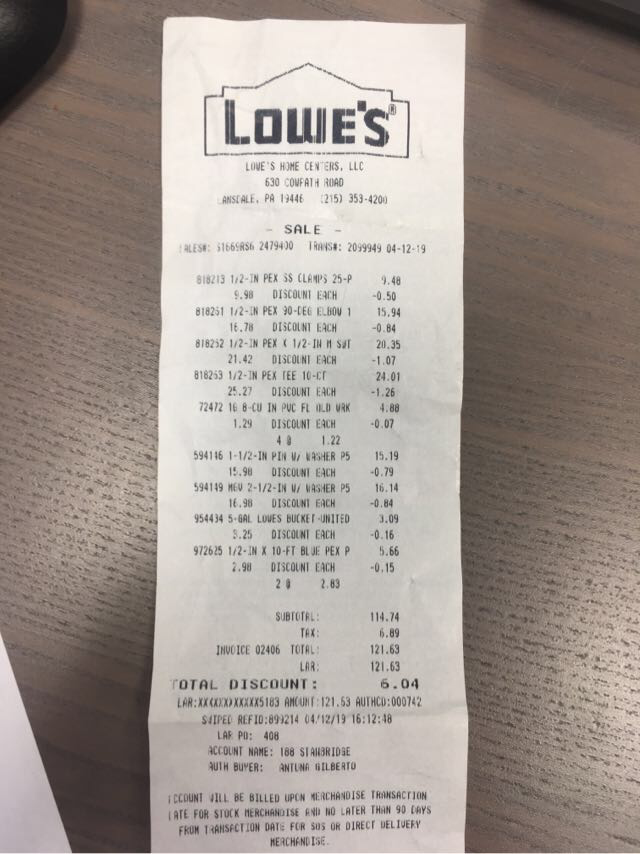 LOWE'S®
LOWE'S HOME CENTERS, LLC
630 COWPATH ROAD
LANSDALE, PA 19446 (215) 353-4200
- SALE -
SALES#: S1669RS6 2479400 TRANS#: 2099949 04-12-19
818213 1/2-IN PEX SS CLAMPS 25-P 9.48
9.98 DISCOUNT EACH -0.50
818251 1/2-IN PEX 90-DEG ELBOW 1 15.94
16.78 DISCOUNT EACH -0.84
818252 1/2-IN PEX X 1/2-IN M SWT 20.35
21.42 DISCOUNT EACH -1.07
818253 1/2-IN PEX TEE 10-CT 24.01
25.27 DISCOUNT EACH -1.26
72472 16 8-CU IN PVC FL OLD WRK 4.88
1.29 DISCOUNT EACH -0.07
4 @ 1.22
594146 1-1/2-IN PIN W/ WASHER P5 15.19
15.98 DISCOUNT EACH -0.79
594149 MGV 2-1/2-IN W/ WASHER P5 16.14
16.98 DISCOUNT EACH -0.84
954434 5-GAL LOWES BUCKET-UNITED 3.09
3.25 DISCOUNT EACH -0.16
972625 1/2-IN X 10-FT BLUE PEX P 5.66
2.98 DISCOUNT EACH -0.15
2 @ 2.83
SUBTOTAL: 114.74
TAX: 6.89
INVOICE 02406 TOTAL: 121.63
LAR: 121.63
TOTAL DISCOUNT: 6.04
LAR:XXXXXXXXXXXX5183 AMOUNT:121.63 AUTHCD:000742
SWIPED REFID:899214 04/12/19 16:12:48
LAR PO: 408
ACCOUNT NAME: 188 STANBRIDGE
AUTH BUYER: ANTUNA GILBERTO
ACCOUNT WILL BE BILLED UPON MERCHANDISE TRANSACTION
DATE FOR STOCK MERCHANDISE AND NO LATER THAN 90 DAYS
FROM TRANSACTION DATE FOR SOS OR DIRECT DELIVERY
MERCHANDISE.